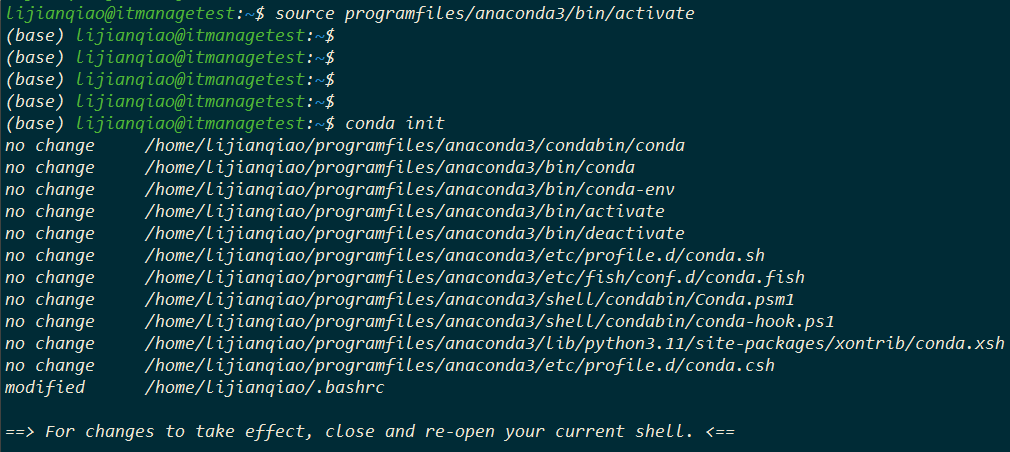 lijianqiao@itmanagetest:~$ source programfiles/anaconda3/bin/activate
(base) lijianqiao@itmanagetest:~$
(base) lijianqiao@itmanagetest:~$
(base) lijianqiao@itmanagetest:~$
(base) lijianqiao@itmanagetest:~$
(base) lijianqiao@itmanagetest:~$ conda init
no change     /home/lijianqiao/programfiles/anaconda3/condabin/conda
no change     /home/lijianqiao/programfiles/anaconda3/bin/conda
no change     /home/lijianqiao/programfiles/anaconda3/bin/conda-env
no change     /home/lijianqiao/programfiles/anaconda3/bin/activate
no change     /home/lijianqiao/programfiles/anaconda3/bin/deactivate
no change     /home/lijianqiao/programfiles/anaconda3/etc/profile.d/conda.sh
no change     /home/lijianqiao/programfiles/anaconda3/etc/fish/conf.d/conda.fish
no change     /home/lijianqiao/programfiles/anaconda3/shell/condabin/Conda.psm1
no change     /home/lijianqiao/programfiles/anaconda3/shell/condabin/conda-hook.ps1
no change     /home/lijianqiao/programfiles/anaconda3/lib/python3.11/site-packages/xontrib/conda.xsh
no change     /home/lijianqiao/programfiles/anaconda3/etc/profile.d/conda.csh
modified      /home/lijianqiao/.bashrc
==> For changes to take effect, close and re-open your current shell. <==